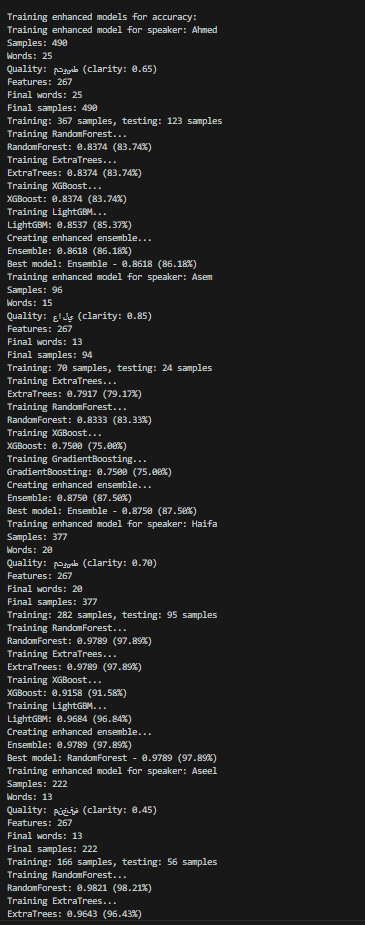 Training enhanced models for accuracy:
Training enhanced model for speaker: Ahmed
Samples: 490
Words: 25
Quality: متوسط (clarity: 0.65)
Features: 267
Final words: 25
Final samples: 490
Training: 367 samples, testing: 123 samples
Training RandomForest...
RandomForest: 0.8374 (83.74%)
Training ExtraTrees...
ExtraTrees: 0.8374 (83.74%)
Training XGBoost...
XGBoost: 0.8374 (83.74%)
Training LightGBM...
LightGBM: 0.8537 (85.37%)
Creating enhanced ensemble...
Ensemble: 0.8618 (86.18%)
Best model: Ensemble - 0.8618 (86.18%)
Training enhanced model for speaker: Asem
Samples: 96
Words: 15
Quality: عالي (clarity: 0.85)
Features: 267
Final words: 13
Final samples: 94
Training: 70 samples, testing: 24 samples
Training ExtraTrees...
ExtraTrees: 0.7917 (79.17%)
Training RandomForest...
RandomForest: 0.8333 (83.33%)
Training XGBoost...
XGBoost: 0.7500 (75.00%)
Training GradientBoosting...
GradientBoosting: 0.7500 (75.00%)
Creating enhanced ensemble...
Ensemble: 0.8750 (87.50%)
Best model: Ensemble - 0.8750 (87.50%)
Training enhanced model for speaker: Haifa
Samples: 377
Words: 20
Quality: متوسط (clarity: 0.70)
Features: 267
Final words: 20
Final samples: 377
Training: 282 samples, testing: 95 samples
Training RandomForest...
RandomForest: 0.9789 (97.89%)
Training ExtraTrees...
ExtraTrees: 0.9789 (97.89%)
Training XGBoost...
XGBoost: 0.9158 (91.58%)
Training LightGBM...
LightGBM: 0.9684 (96.84%)
Creating enhanced ensemble...
Ensemble: 0.9789 (97.89%)
Best model: RandomForest - 0.9789 (97.89%)
Training enhanced model for speaker: Aseel
Samples: 222
Words: 13
Quality: منخفض (clarity: 0.45)
Features: 267
Final words: 13
Final samples: 222
Training: 166 samples, testing: 56 samples
Training RandomForest...
RandomForest: 0.9821 (98.21%)
Training ExtraTrees...
ExtraTrees: 0.9643 (96.43%)